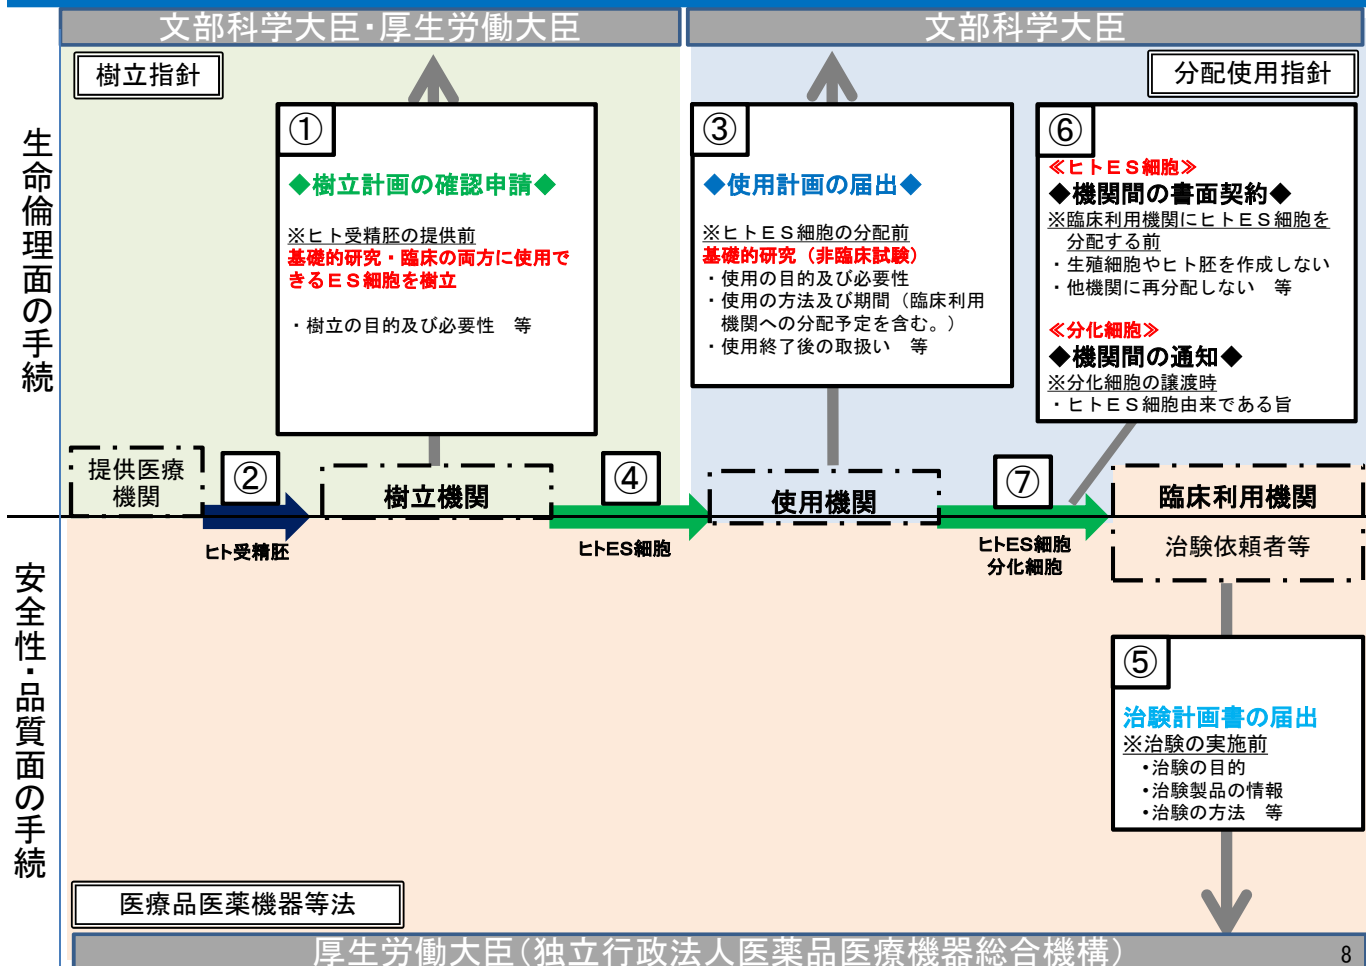 文部科学大臣・厚生労働大臣
文部科学大臣
樹立指針
分配使用指針
生命倫理面の手続
①
◆樹立計画の確認申請◆
※ヒト受精胚の提供前
基礎的研究・臨床の両方に使用で
きるＥＳ細胞を樹立
・樹立の目的及び必要性　等
③
◆使用計画の届出◆
※ヒトＥＳ細胞の分配前
基礎的研究（非臨床試験）
・使用の目的及び必要性
・使用の方法及び期間（臨床利用
機関への分配予定を含む。）
・使用終了後の取扱い　等
⑥
≪ヒトＥＳ細胞≫
◆機関間の書面契約◆
※臨床利用機関にヒトＥＳ細胞を
分配する前
・生殖細胞やヒト胚を作成しない
・他機関に再分配しない　等
≪分化細胞≫
◆機関間の通知◆
※分化細胞の譲渡時
・ヒトＥＳ細胞由来である旨
提供医療
機関
②
ヒト受精胚
樹立機関
④
ヒトES細胞
使用機関
⑦
ヒトES細胞
分化細胞
臨床利用機関
治験依頼者等
安全性・品質面の手続
⑤
治験計画書の届出
※治験の実施前
・治験の目的
・治験製品の情報
・治験の方法　等
医療品医薬機器等法
厚生労働大臣（独立行政法人医薬品医療機器総合機構）
8